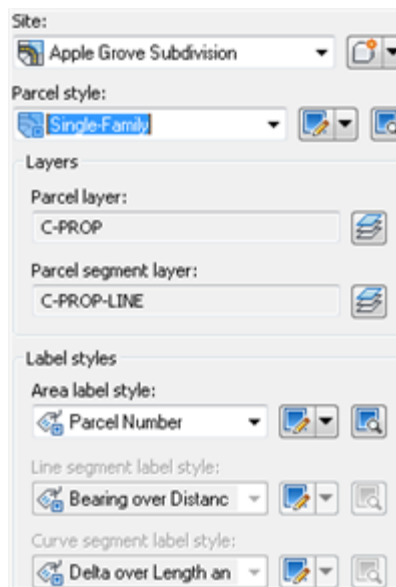 Site:
Apple Grove Subdivision
Parcel style:
Single-Family
Layers
Parcel layer:
C-PROP
Parcel segment layer:
C-PROP-LINE
Label styles
Area label style:
Parcel Number
Line segment label style:
Bearing over Distanc
Curve segment label style:
Delta over Length an